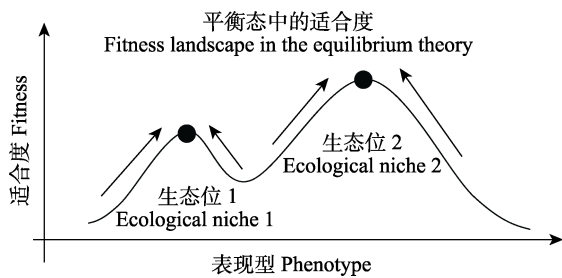 平衡态中的适合度
Fitness landscape in the equilibrium theory
适合度 Fitness
生态位 1
Ecological niche 1
生态位 2
Ecological niche 2
表现型 Phenotype